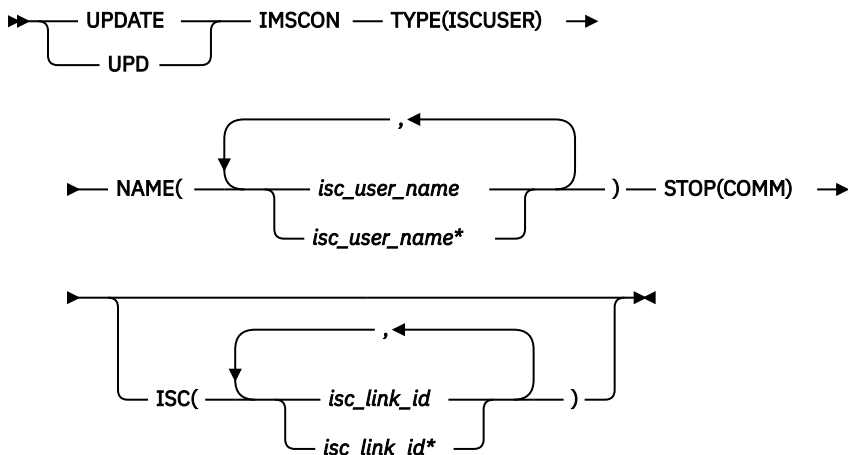 UPDATE IMSCON TYPE(ISCUSER)
UPD
,
NAME( isc_user_name ) STOP(COMM)
isc_user_name*
,
ISC( isc_link_id )
isc_link_id*